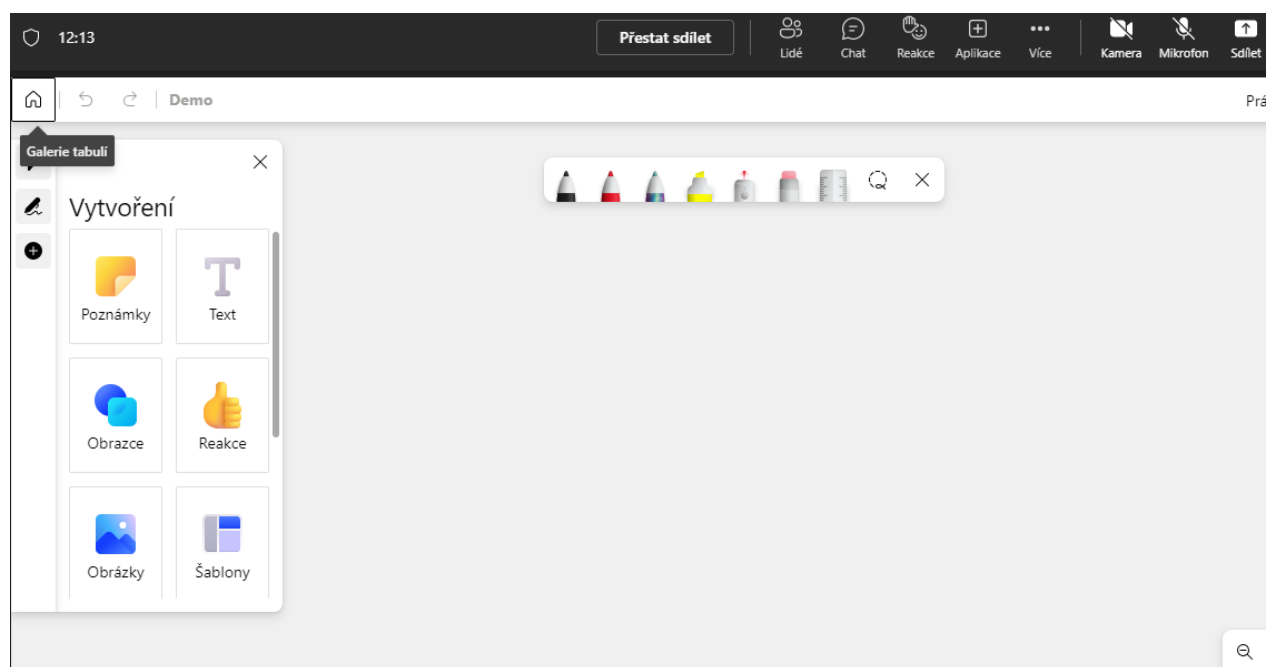 12:13
Přestat sdílet
Lidé
Chat
Reakce
Aplikace
Více
Kamera
Mikrofon
Sdílet
Demo
Prá
Galerie tabulí
Vytvoření
Poznámky
Text
Obrazce
Reakce
Obrázky
Šablony